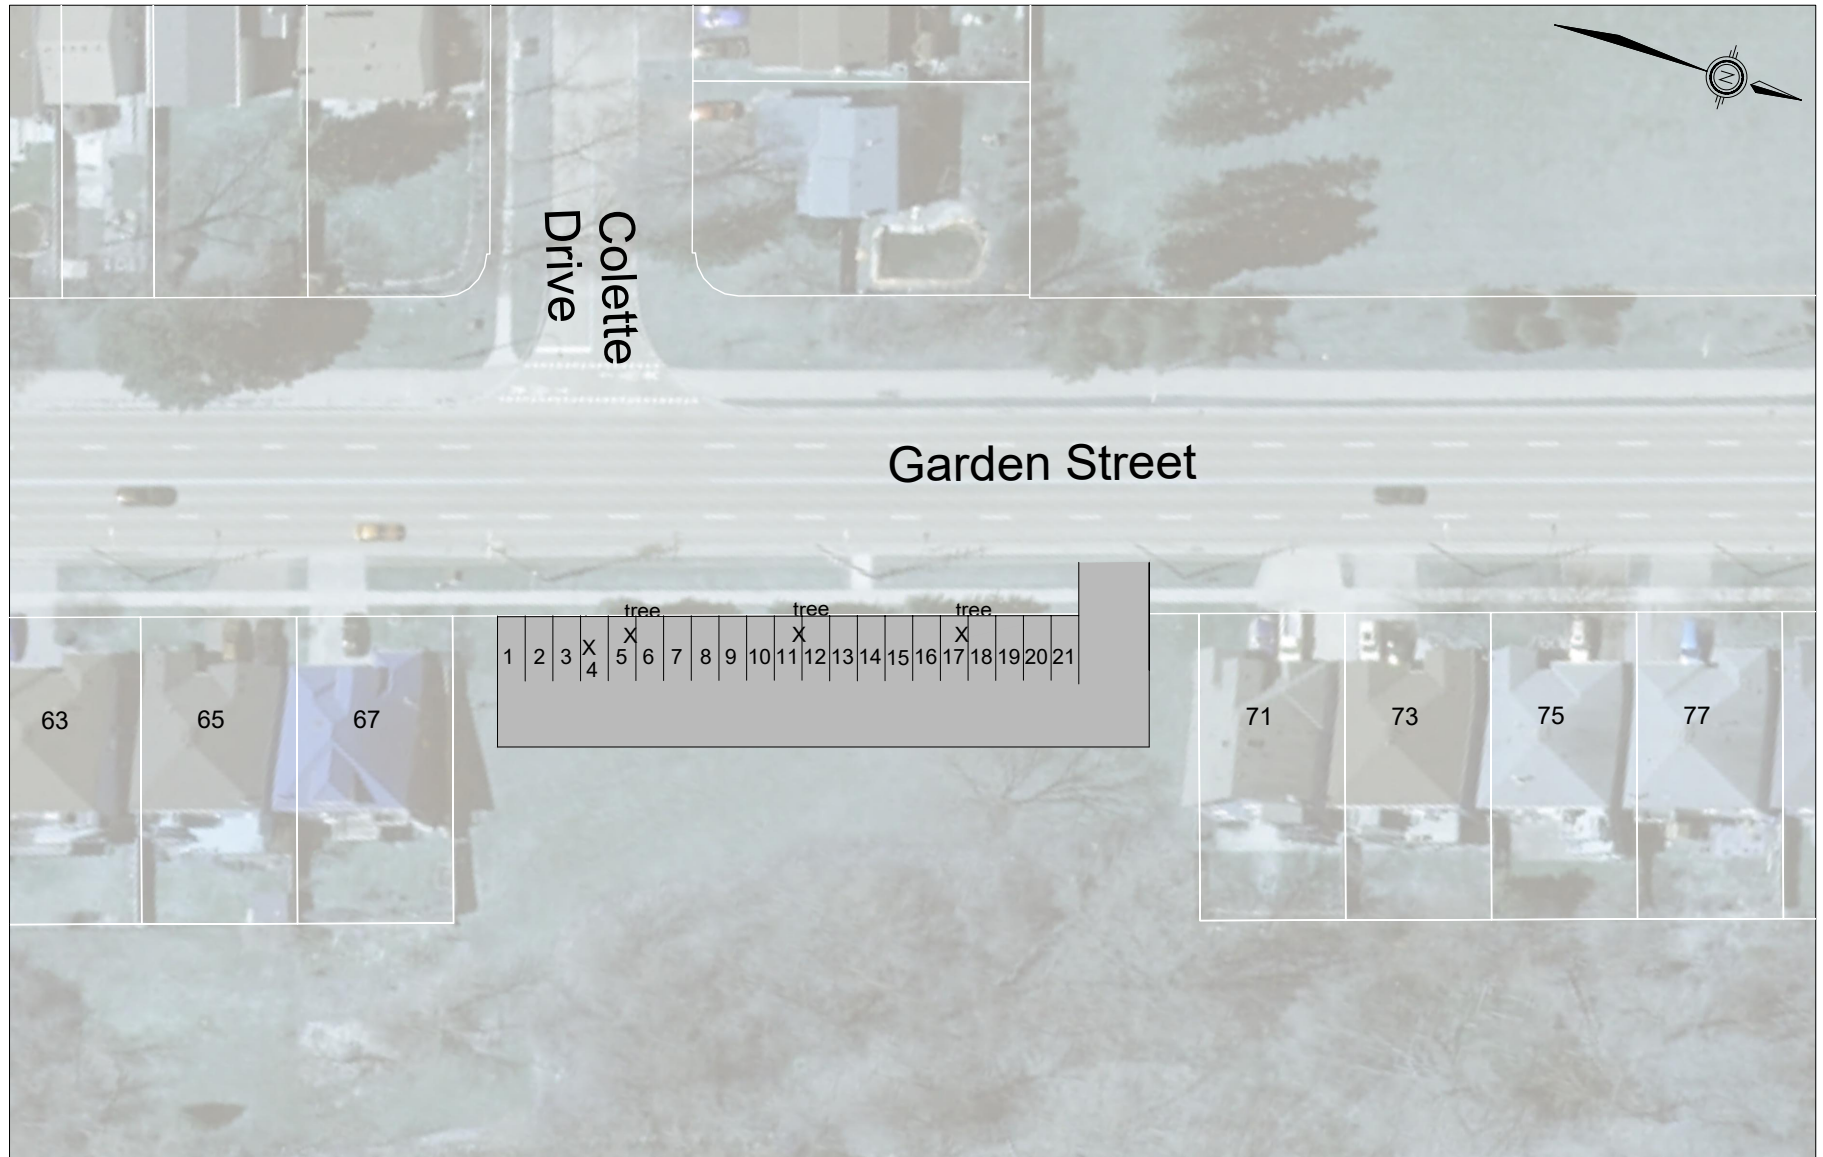 N
Colette
Drive
Garden Street
tree tree tree
X X X X
1 2 3 4 5 6 7 8 9 10 11 12 13 14 15 16 17 18 19 20 21
63 65 67 71 73 75 77